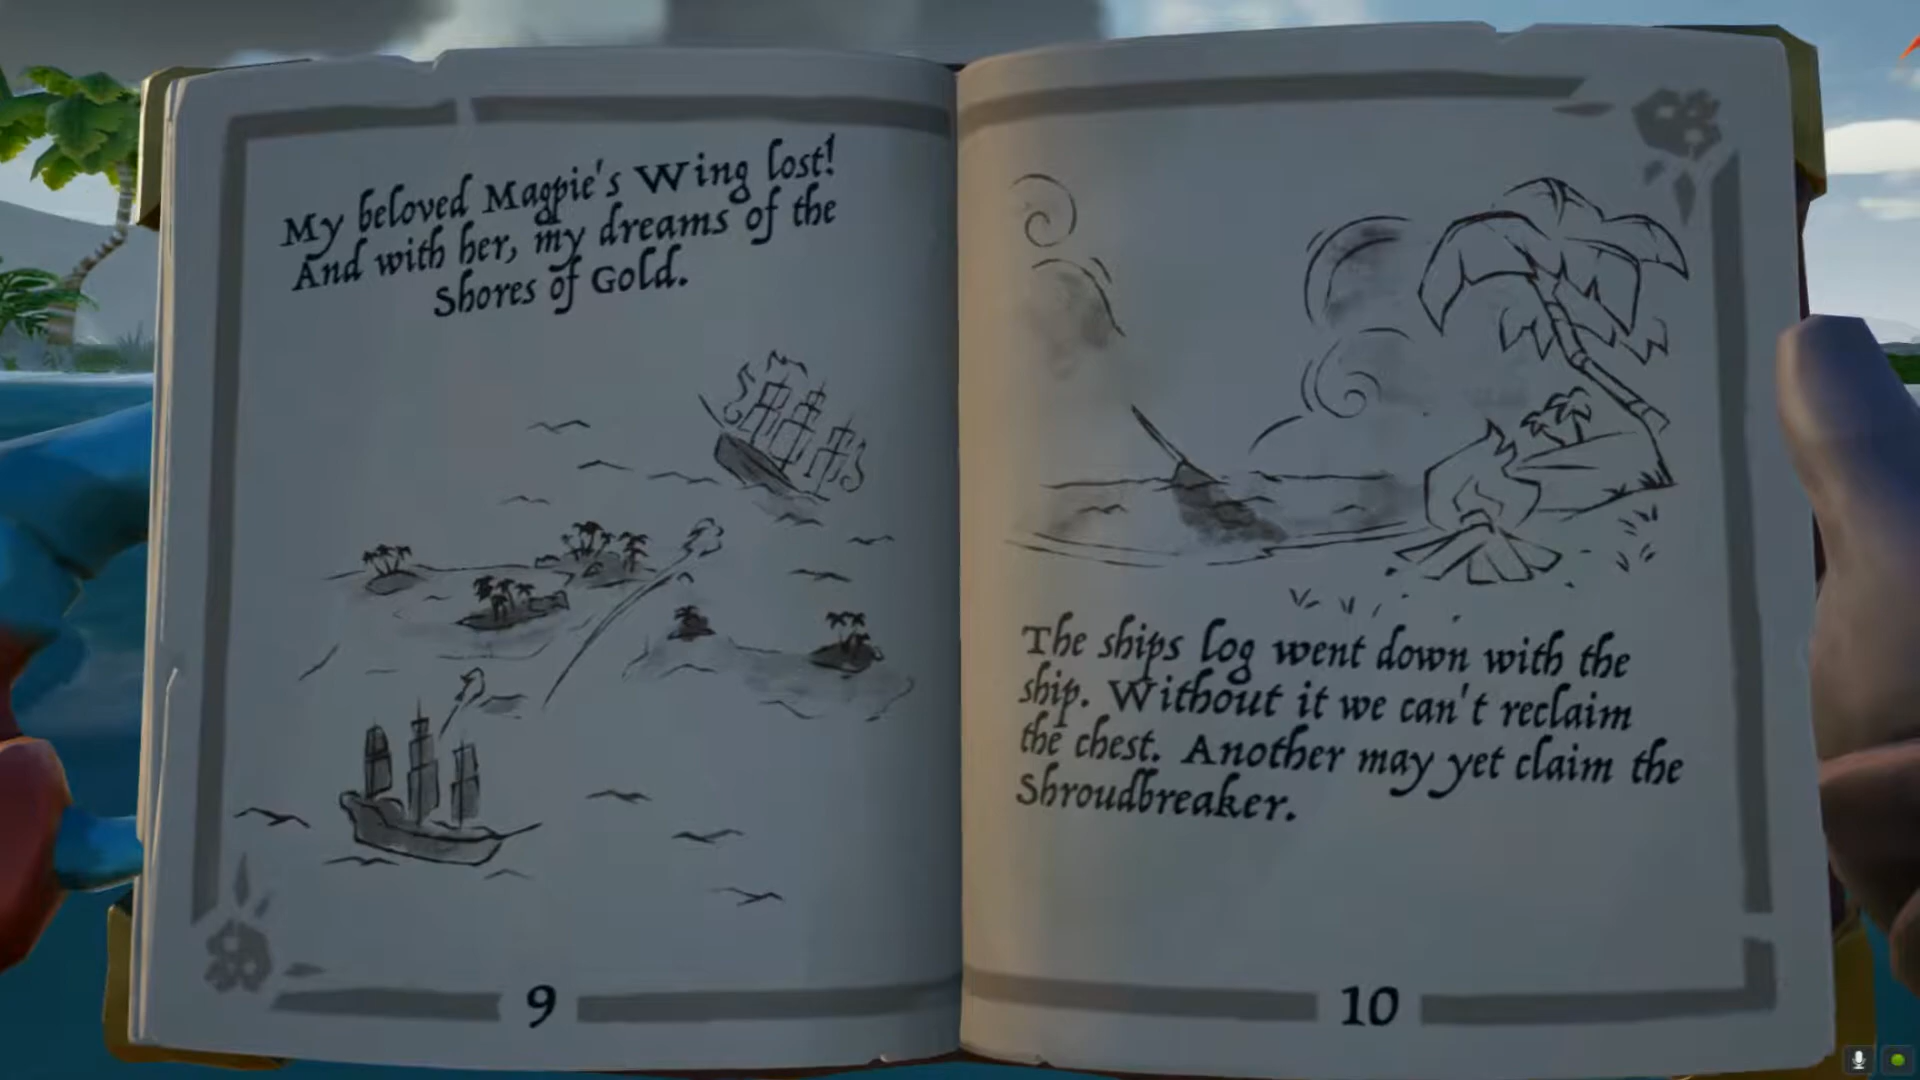 My beloved Magpie's Wing lost!
And with her, my dreams of the
Shores of Gold.
9
The ships log went down with the
ship. Without it we can't reclaim
the chest. Another may yet claim the
Shroudbreaker.
10